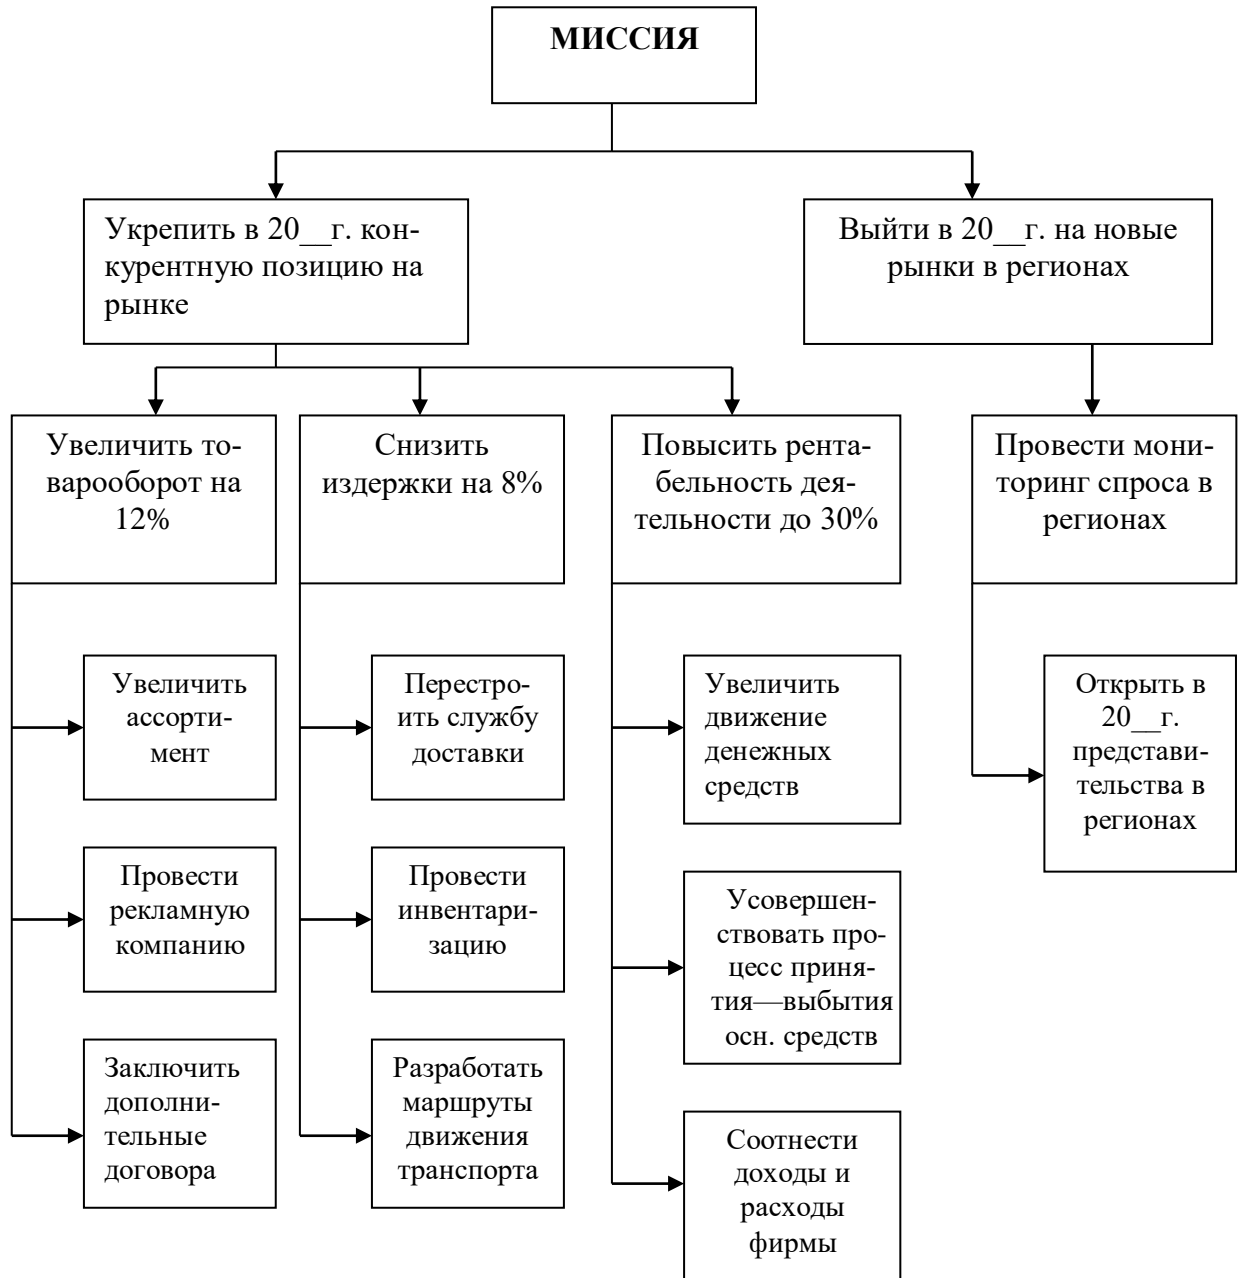 МИССИЯ
Укрепить в 20__г. кон-
курентную позицию на
рынке
Выйти в 20__г. на новые
рынки в регионах
Увеличить то-
варооборот на
12%
Снизить
издержки на 8%
Повысить рента-
бельность дея-
тельности до 30%
Провести мони-
торинг спроса в
регионах
Увеличить
ассорти-
мент
Перестро-
ить службу
доставки
Увеличить
движение
денежных
средств
Открыть в
20__г.
представи-
тельства в
регионах
Провести
рекламную
компанию
Провести
инвентари-
зацию
Усовершен-
ствовать про-
цесс приня-
тия—выбытия
осн. средств
Заключить
дополни-
тельные
договора
Разработать
маршруты
движения
транспорта
Соотнести
доходы и
расходы
фирмы